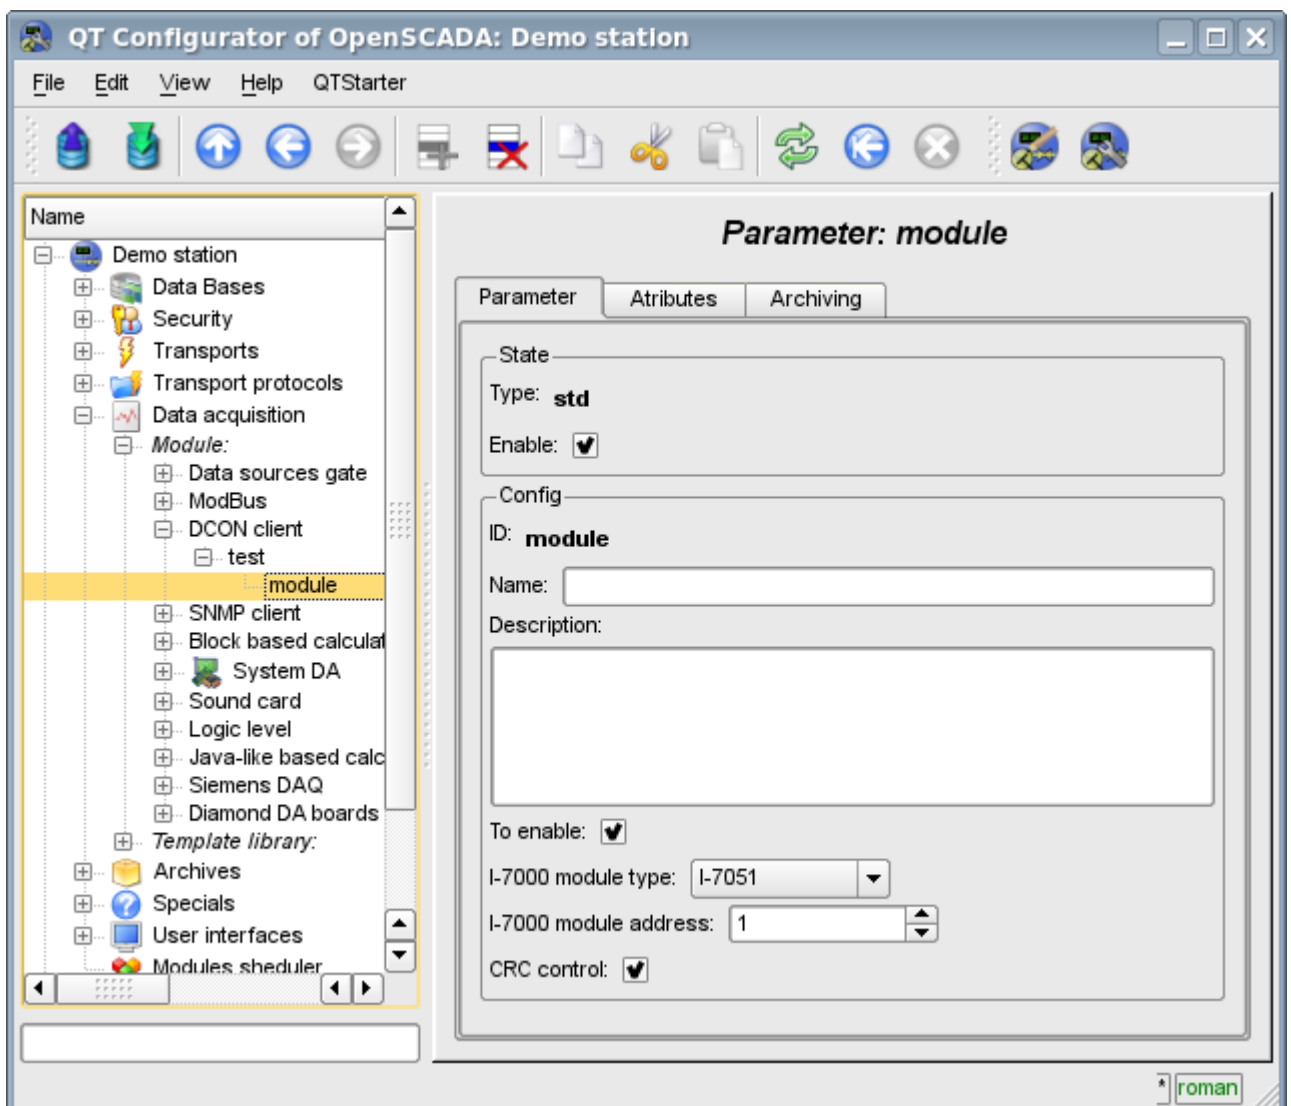 QT Configurator of OpenSCADA: Demo station
File Edit View Help QTStarter
Name
Demo station
Data Bases
Security
Transports
Transport protocols
Data acquisition
Module:
Data sources gate
ModBus
DCON client
test
module
SNMP client
Block based calculat
System DA
Sound card
Logic level
Java-like based calc
Siemens DAQ
Diamond DA boards
Template library:
Archives
Specials
User interfaces
Modules sheduler
Parameter: module
Parameter Atributes Archiving
State
Type: std
Enable:
Config
ID: module
Name:
Description:
To enable:
I-7000 module type: I-7051
I-7000 module address: 1
CRC control:
* roman